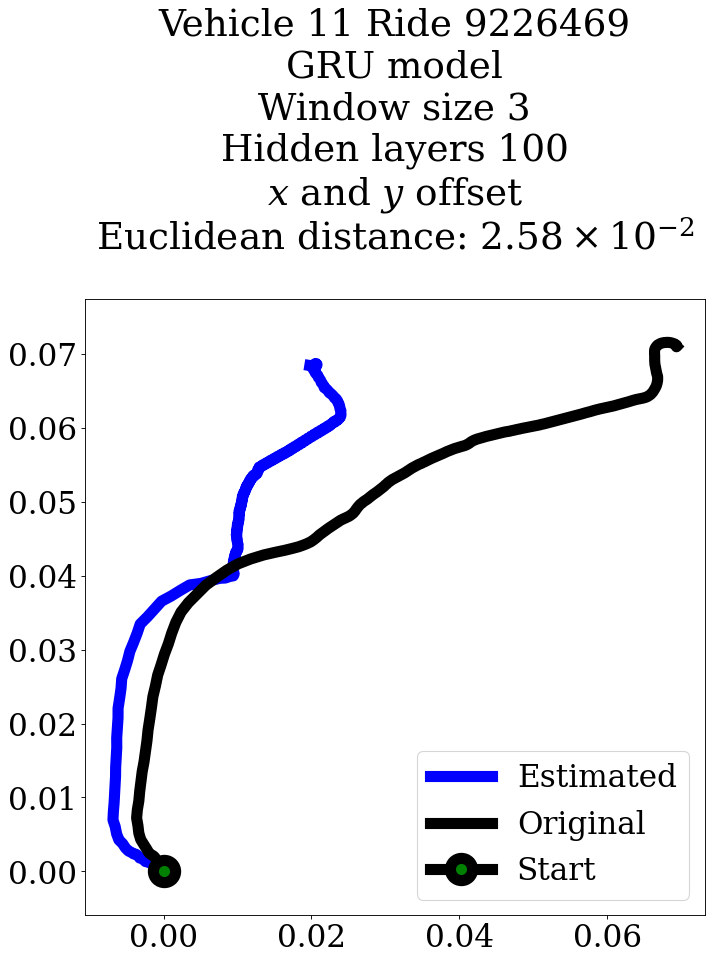 Vehicle 11 Ride 9226469
GRU model
Window size 3
Hidden layers 100
x and y offset
Euclidean distance: 2.58 × 10⁻²
0.07
0.06
0.05
0.04
0.03
0.02
0.01
0.00
Estimated
Original
Start
0.00 0.02 0.04 0.06